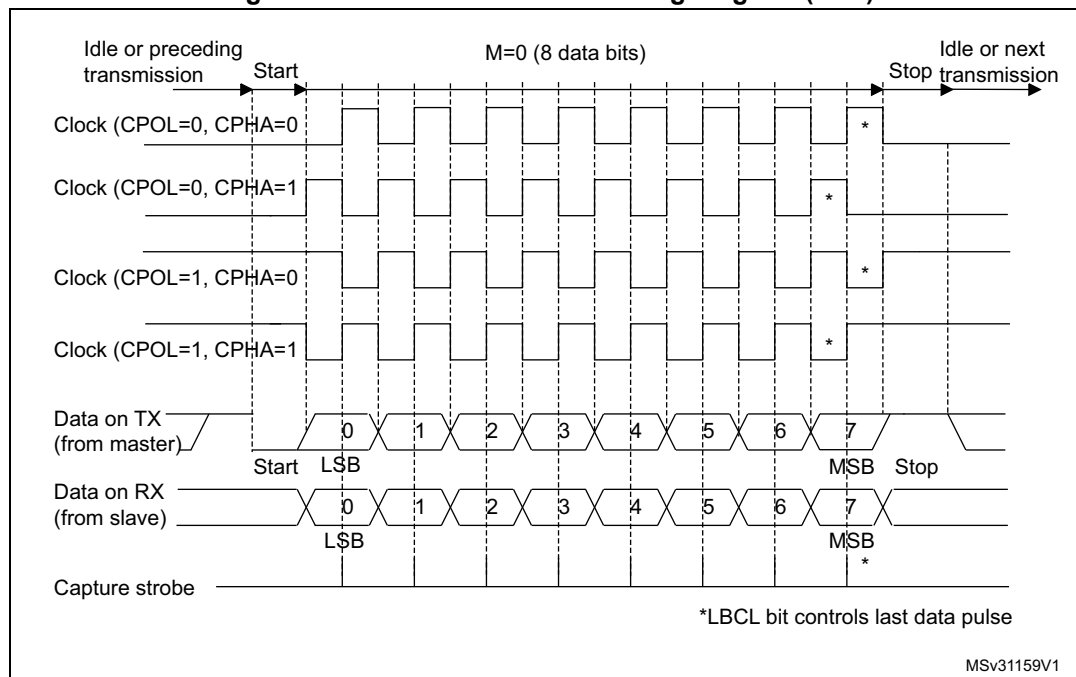 Idle or preceding
transmission
Start
M=0 (8 data bits)
Stop
Idle or next
transmission
Clock (CPOL=0, CPHA=0
*
Clock (CPOL=0, CPHA=1
*
Clock (CPOL=1, CPHA=0
*
Clock (CPOL=1, CPHA=1
*
Data on TX
(from master)
0 1 2 3 4 5 6 7
Start LSB MSB Stop
Data on RX
(from slave)
0 1 2 3 4 5 6 7
LSB MSB
*
Capture strobe
*LBCL bit controls last data pulse
MSv31159V1